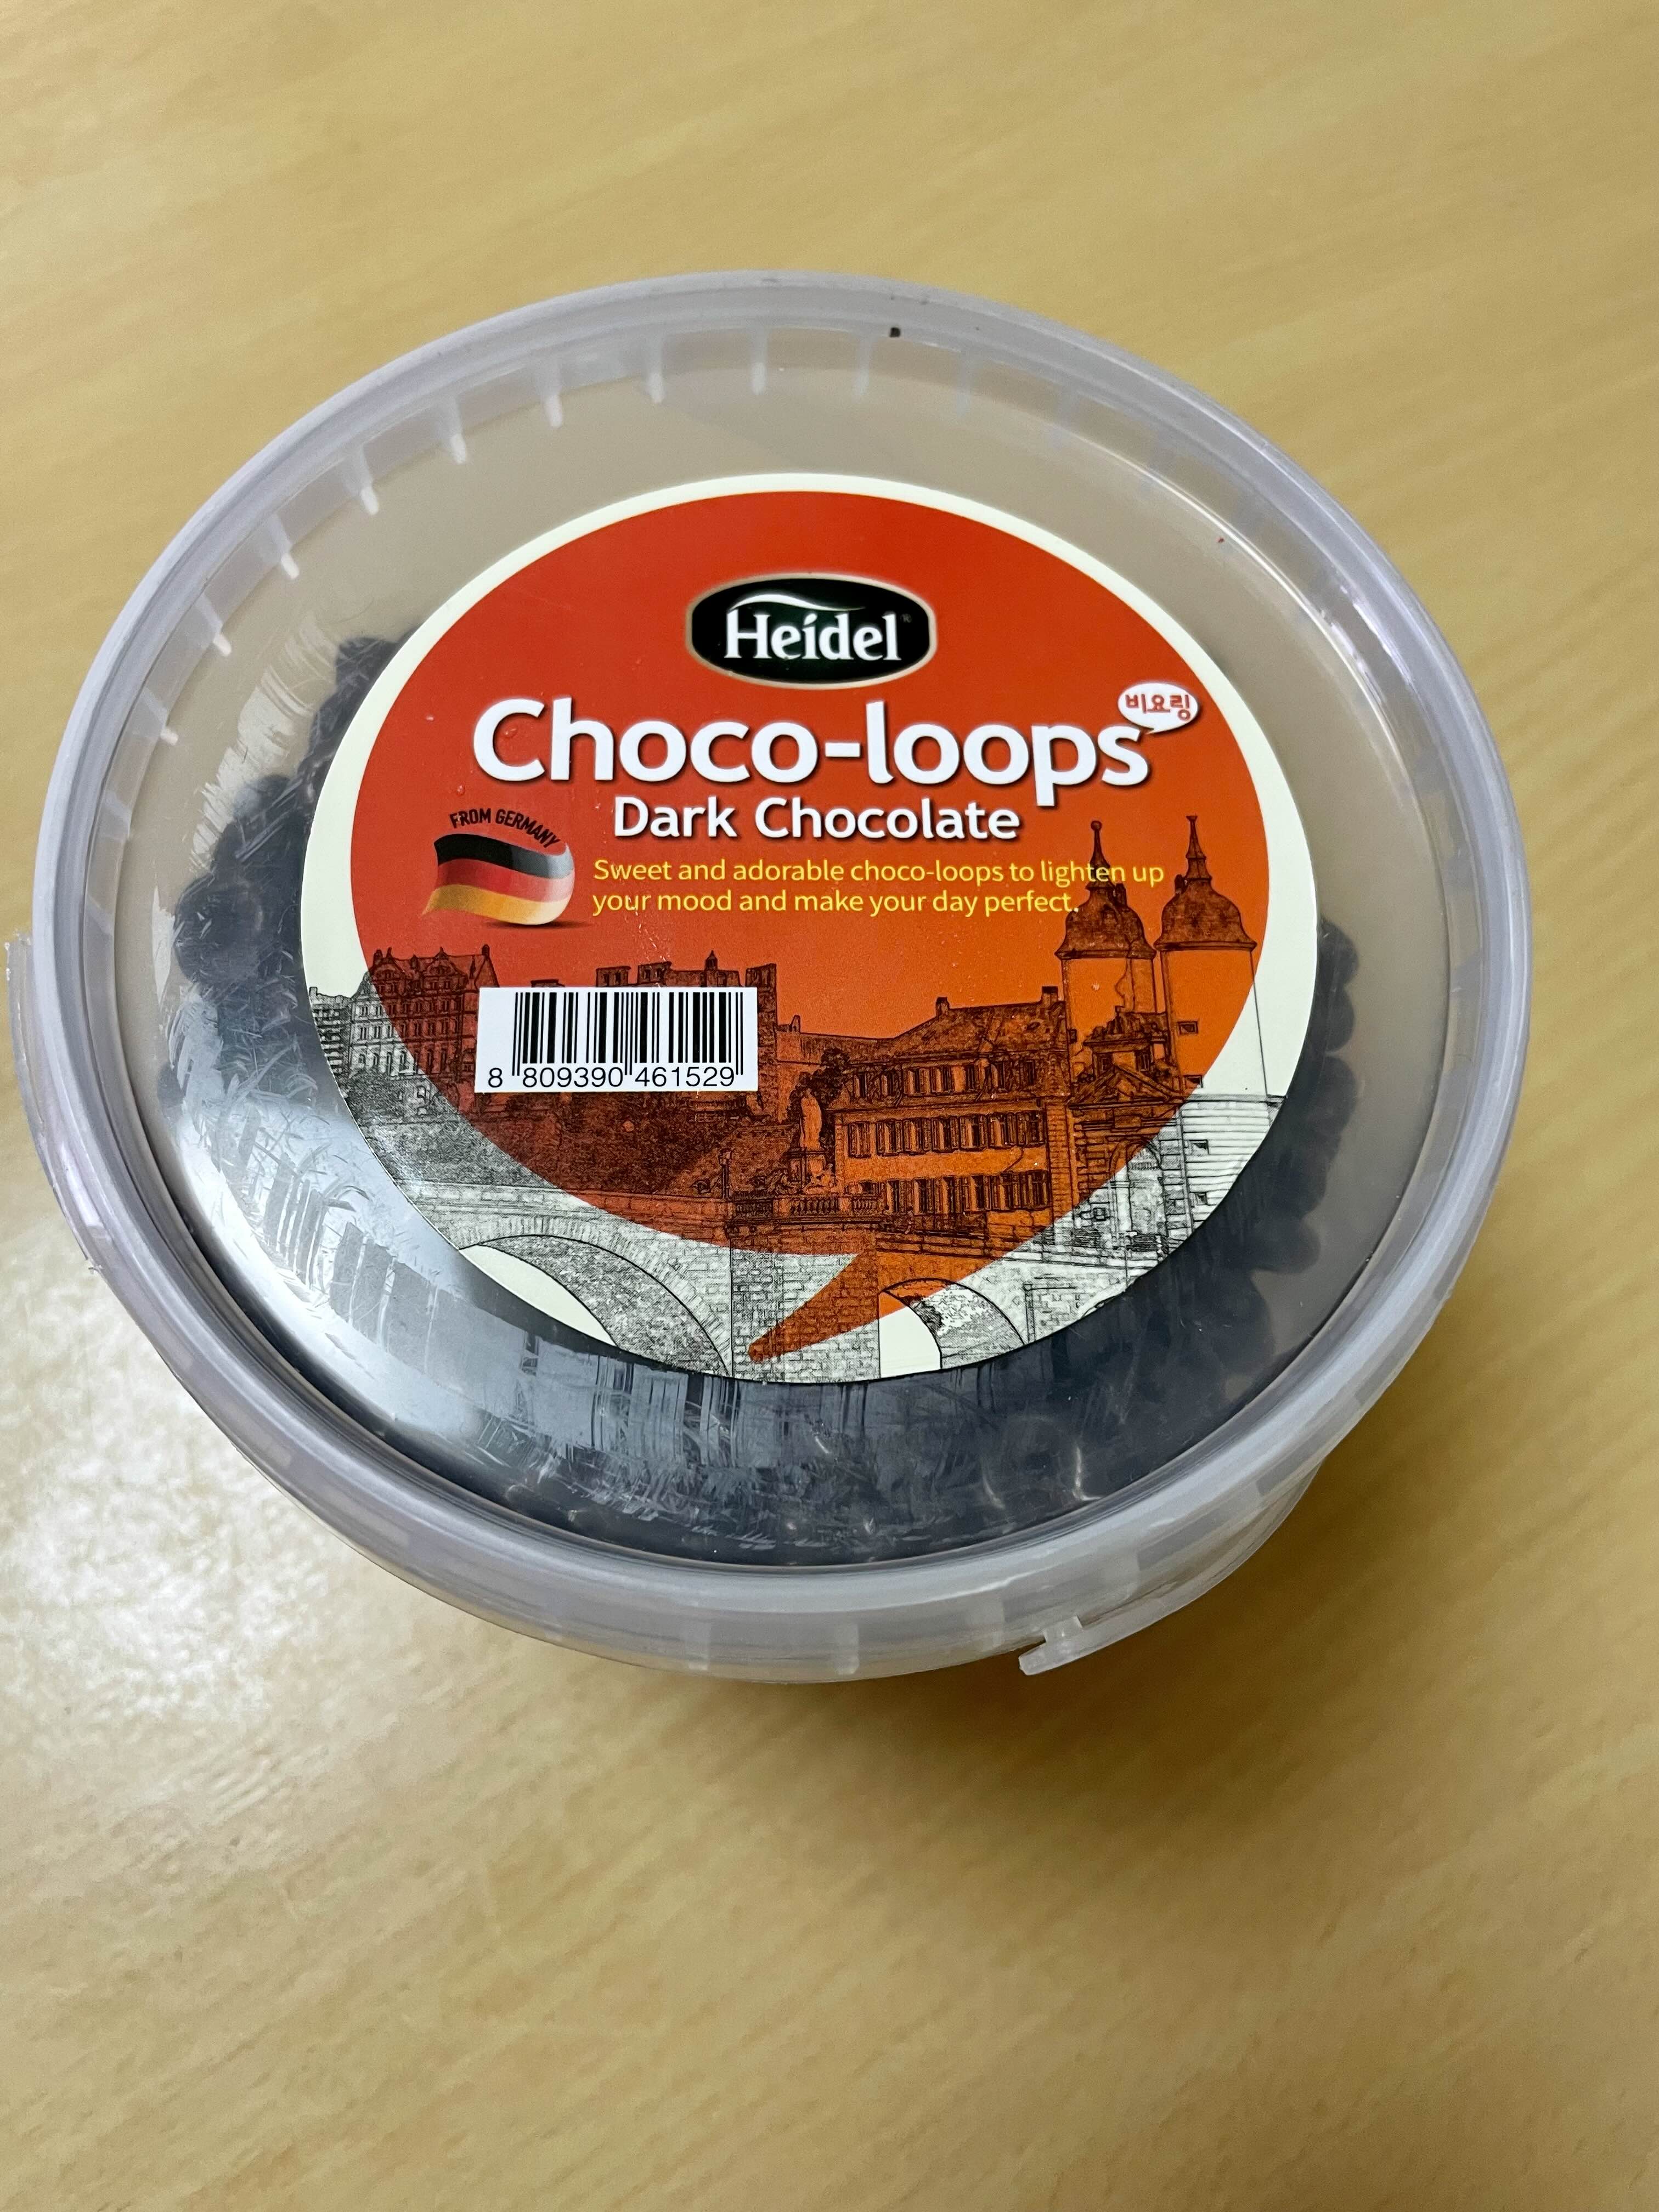 Heidel®
비요링
Choco-loops
Dark Chocolate
FROM GERMANY
Sweet and adorable choco-loops to lighten up
your mood and make your day perfect.
8 809390 461529